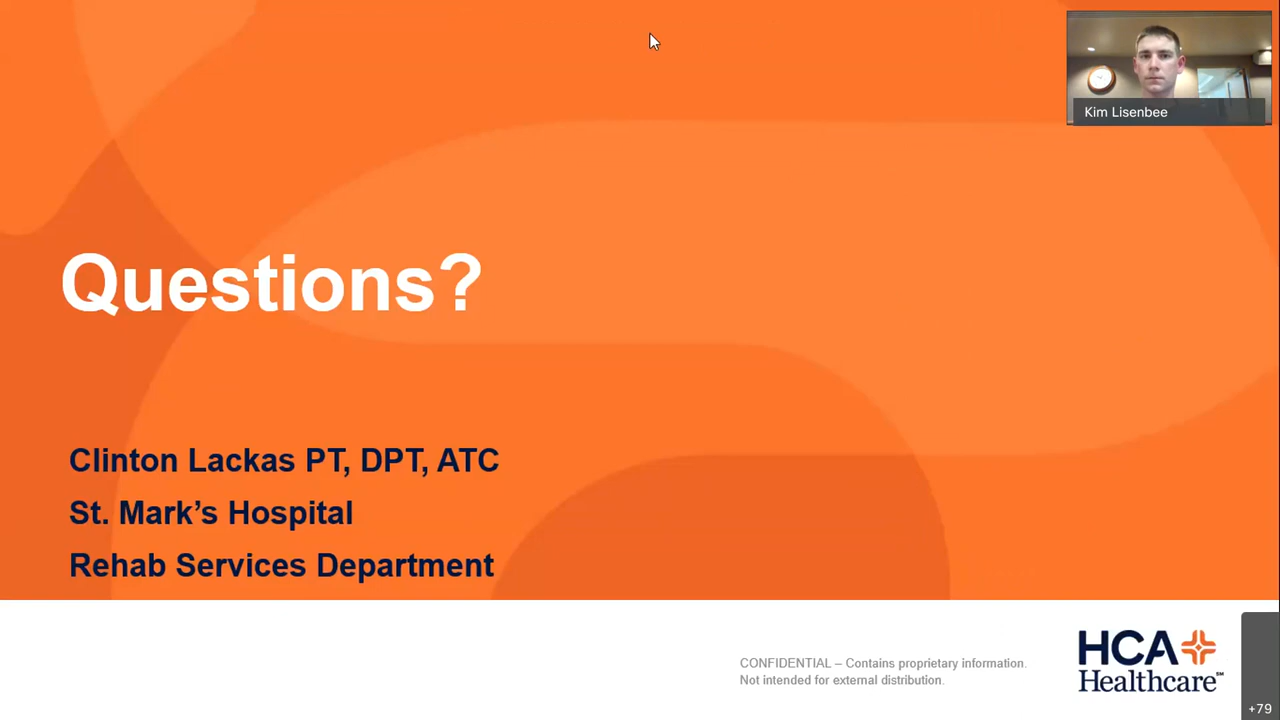 Kim Lisenbee
Questions?
Clinton Lackas PT, DPT, ATC
St. Mark’s Hospital
Rehab Services Department
CONFIDENTIAL – Contains proprietary information.
Not intended for external distribution.
HCA
Healthcare℠
+79